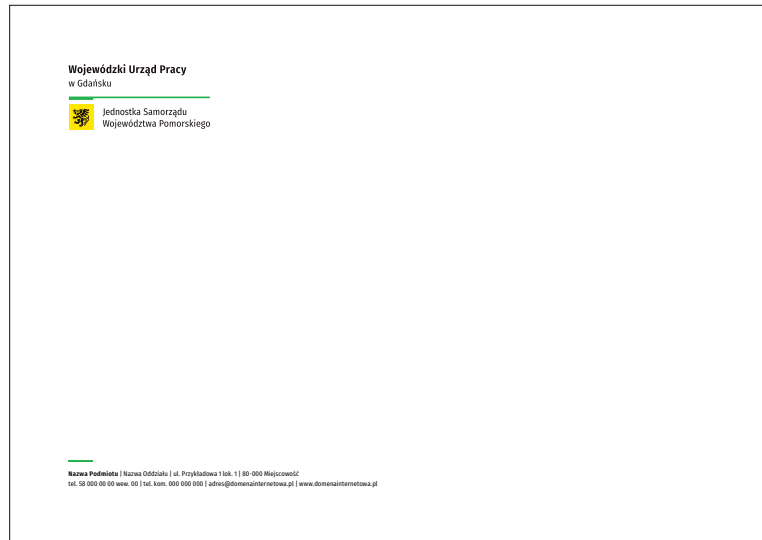 Wojewódzki Urząd Pracy
w Gdańsku
Jednostka Samorządu
Województwa Pomorskiego
Nazwa Podmiotu | Nazwa Oddziału | ul. Przykładowa 1 lok. 1 | 80-000 Miejscowość
tel. 58 000 00 00 wew. 00 | tel. kom. 000 000 000 | adres@domenainternetowa.pl | www.domenainternetowa.pl